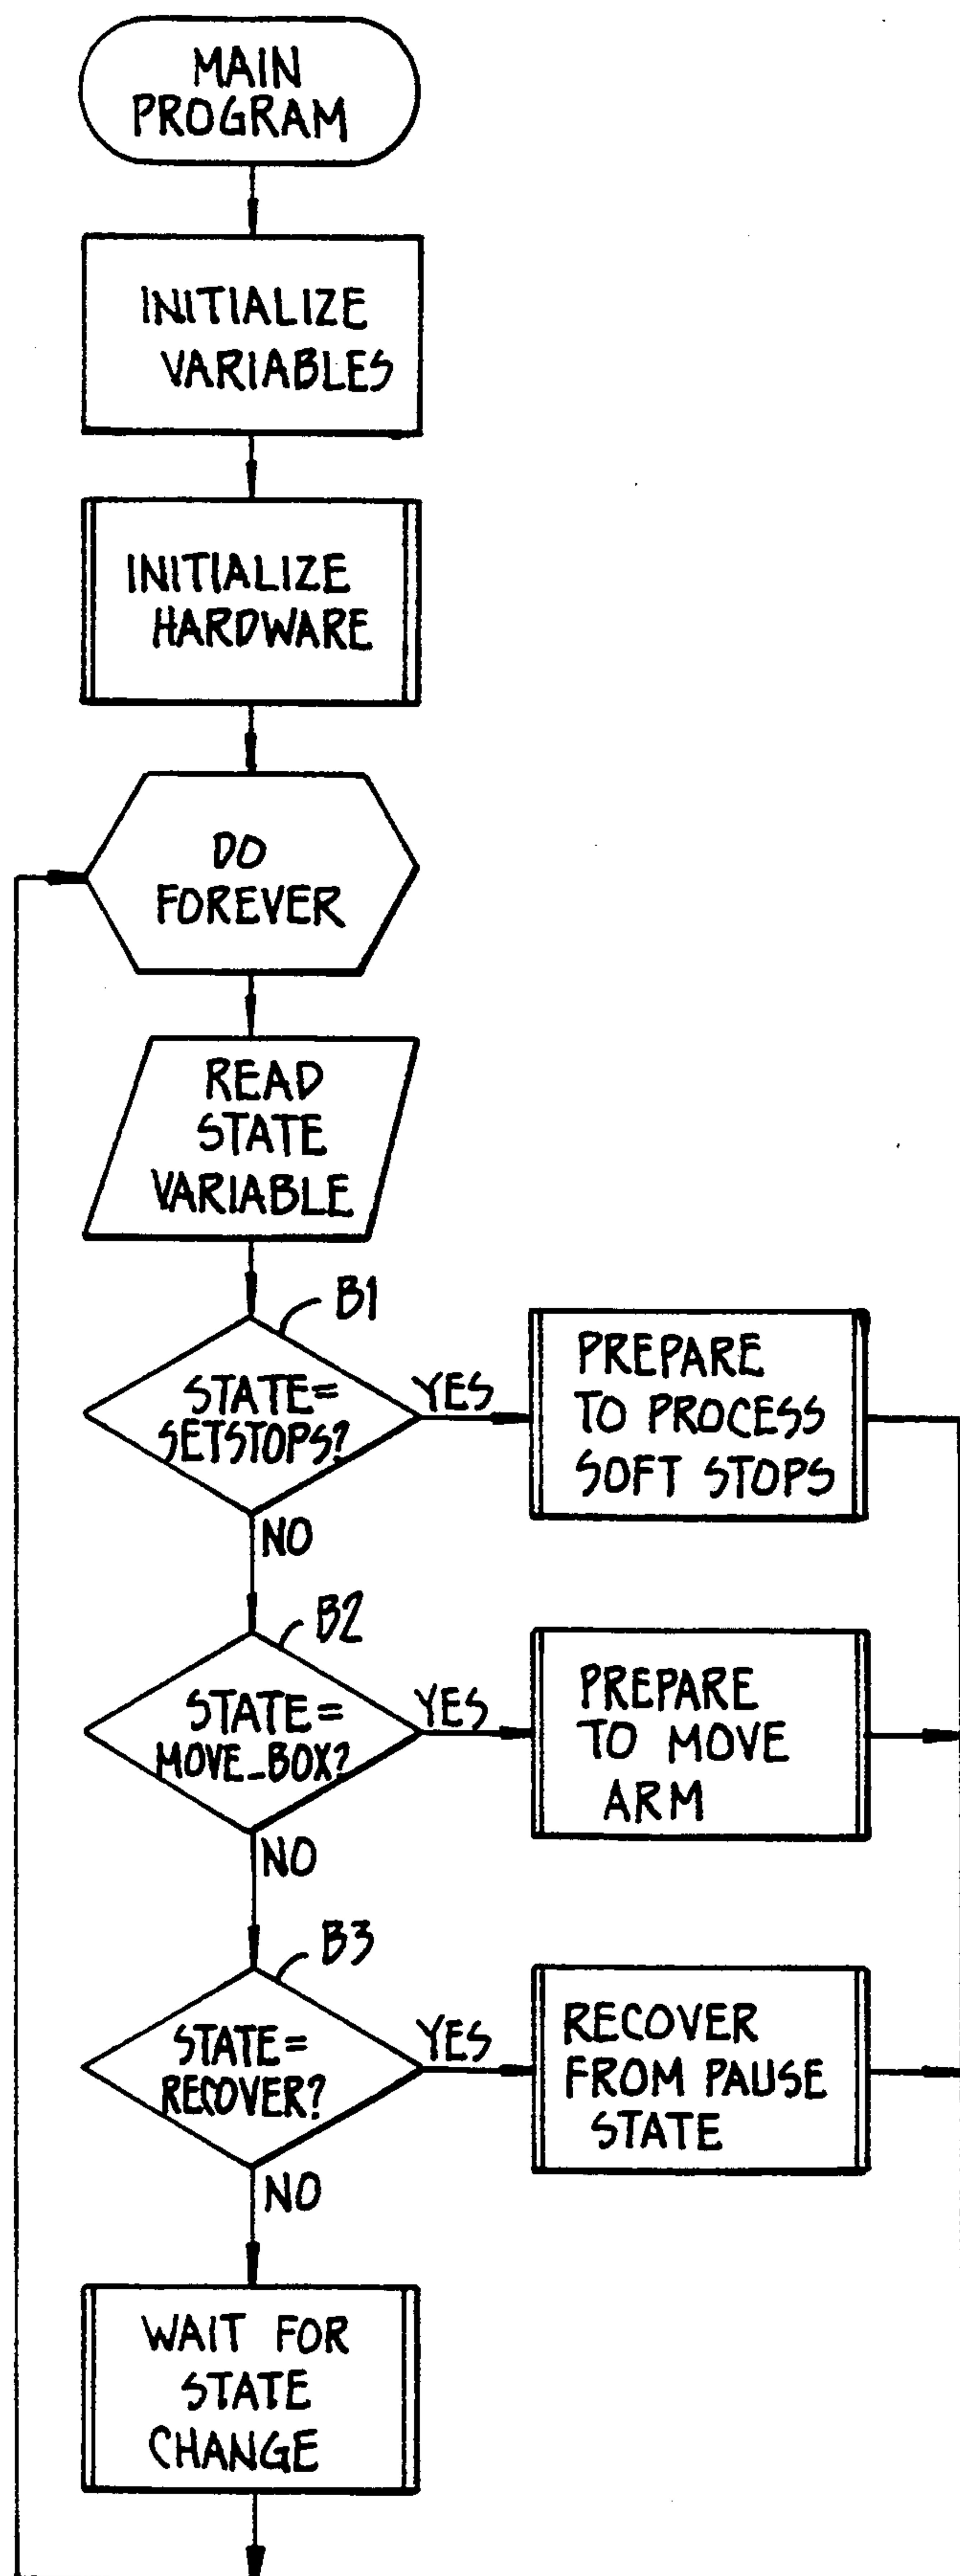 MAIN
PROGRAM
INITIALIZE
VARIABLES
INITIALIZE
HARDWARE
DO
FOREVER
READ
STATE
VARIABLE
B1
STATE=
SETSTOPS?
YES
PREPARE
TO PROCESS
SOFT STOPS
NO
B2
STATE=
MOVE_BOX?
YES
PREPARE
TO MOVE
ARM
NO
B3
STATE=
RECOVER?
YES
RECOVER
FROM PAUSE
STATE
NO
WAIT FOR
STATE
CHANGE